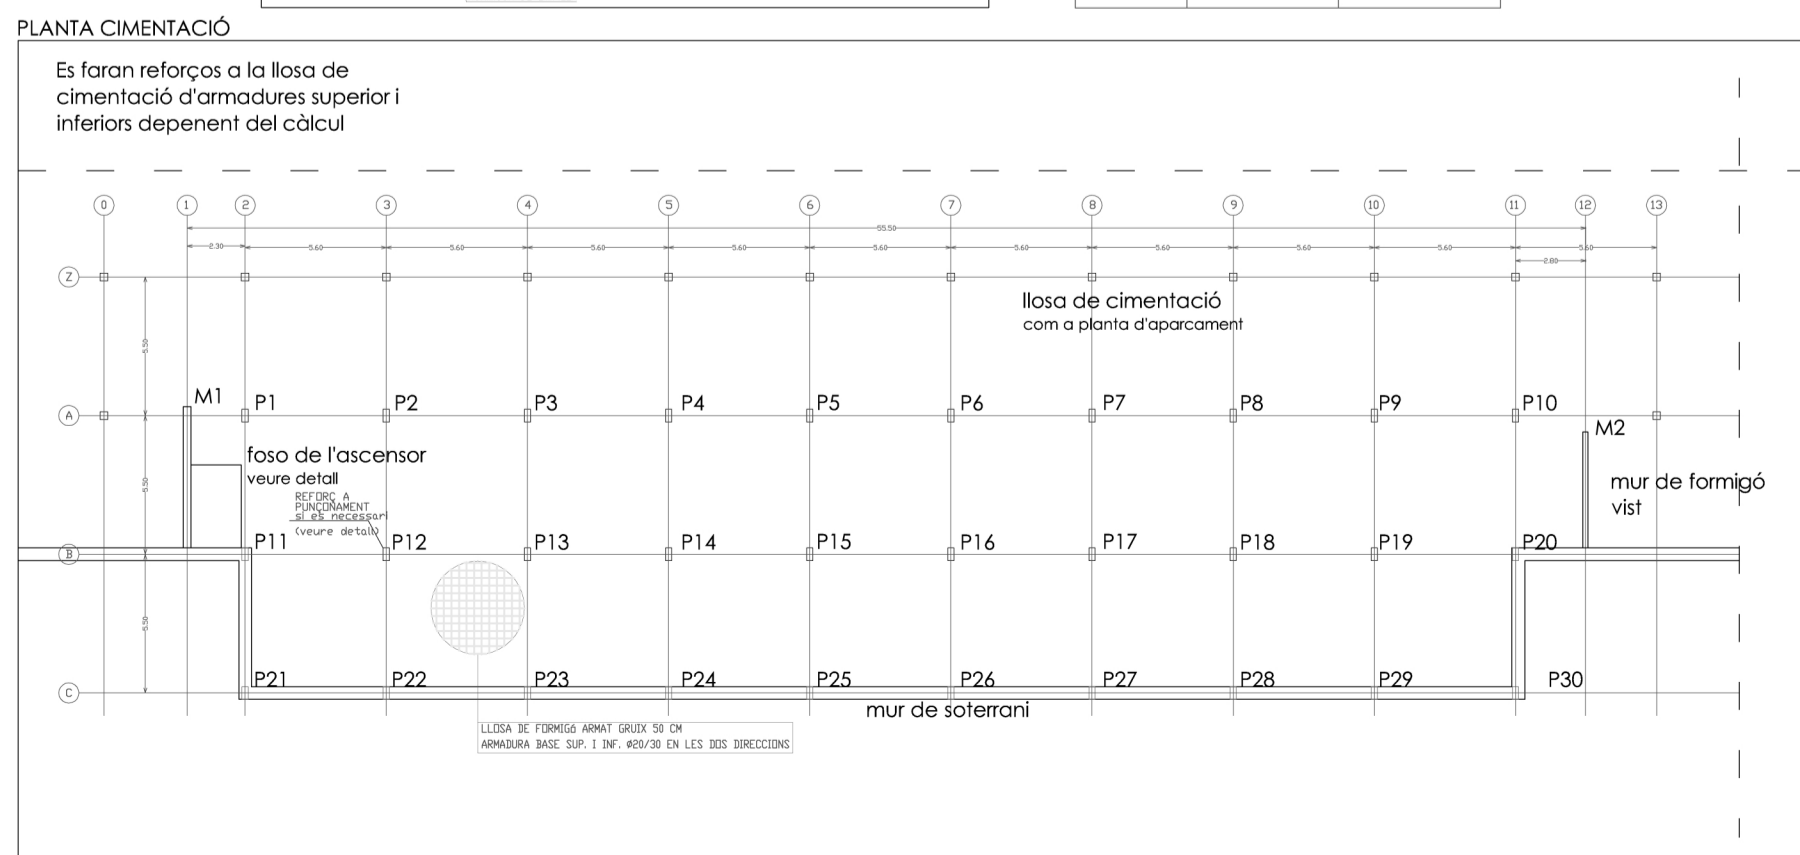 PLANTA CIMENTACIÓ
Es faran reforços a la llosa de
cimentació d'armadures superior i
inferiors depenent del càlcul
0 1 2 3 4 5 6 7 8 9 10 11 12 13
55.50
2.30 5.60 5.60 5.60 5.60 5.60 5.60 5.60 5.60 5.60 5.60
2.80
Z
llosa de cimentació
com a planta d'aparcament
5.50
M1
P1 P2 P3 P4 P5 P6 P7 P8 P9 P10
A
M2
foso de l'ascensor
veure detall
5.50
mur de formigó
vist
REFORÇ A
PUNÇONAMENT
si és necessari
(veure detall)
P11 P12 P13 P14 P15 P16 P17 P18 P19 P20
B
5.50
P21 P22 P23 P24 P25 P26 P27 P28 P29 P30
C
mur de soterrani
LLOSA DE FORMIGó ARMAT GRUIX 50 CM
ARMADURA BASE SUP. I INF. Ø20/30 EN LES DOS DIRECCIONS